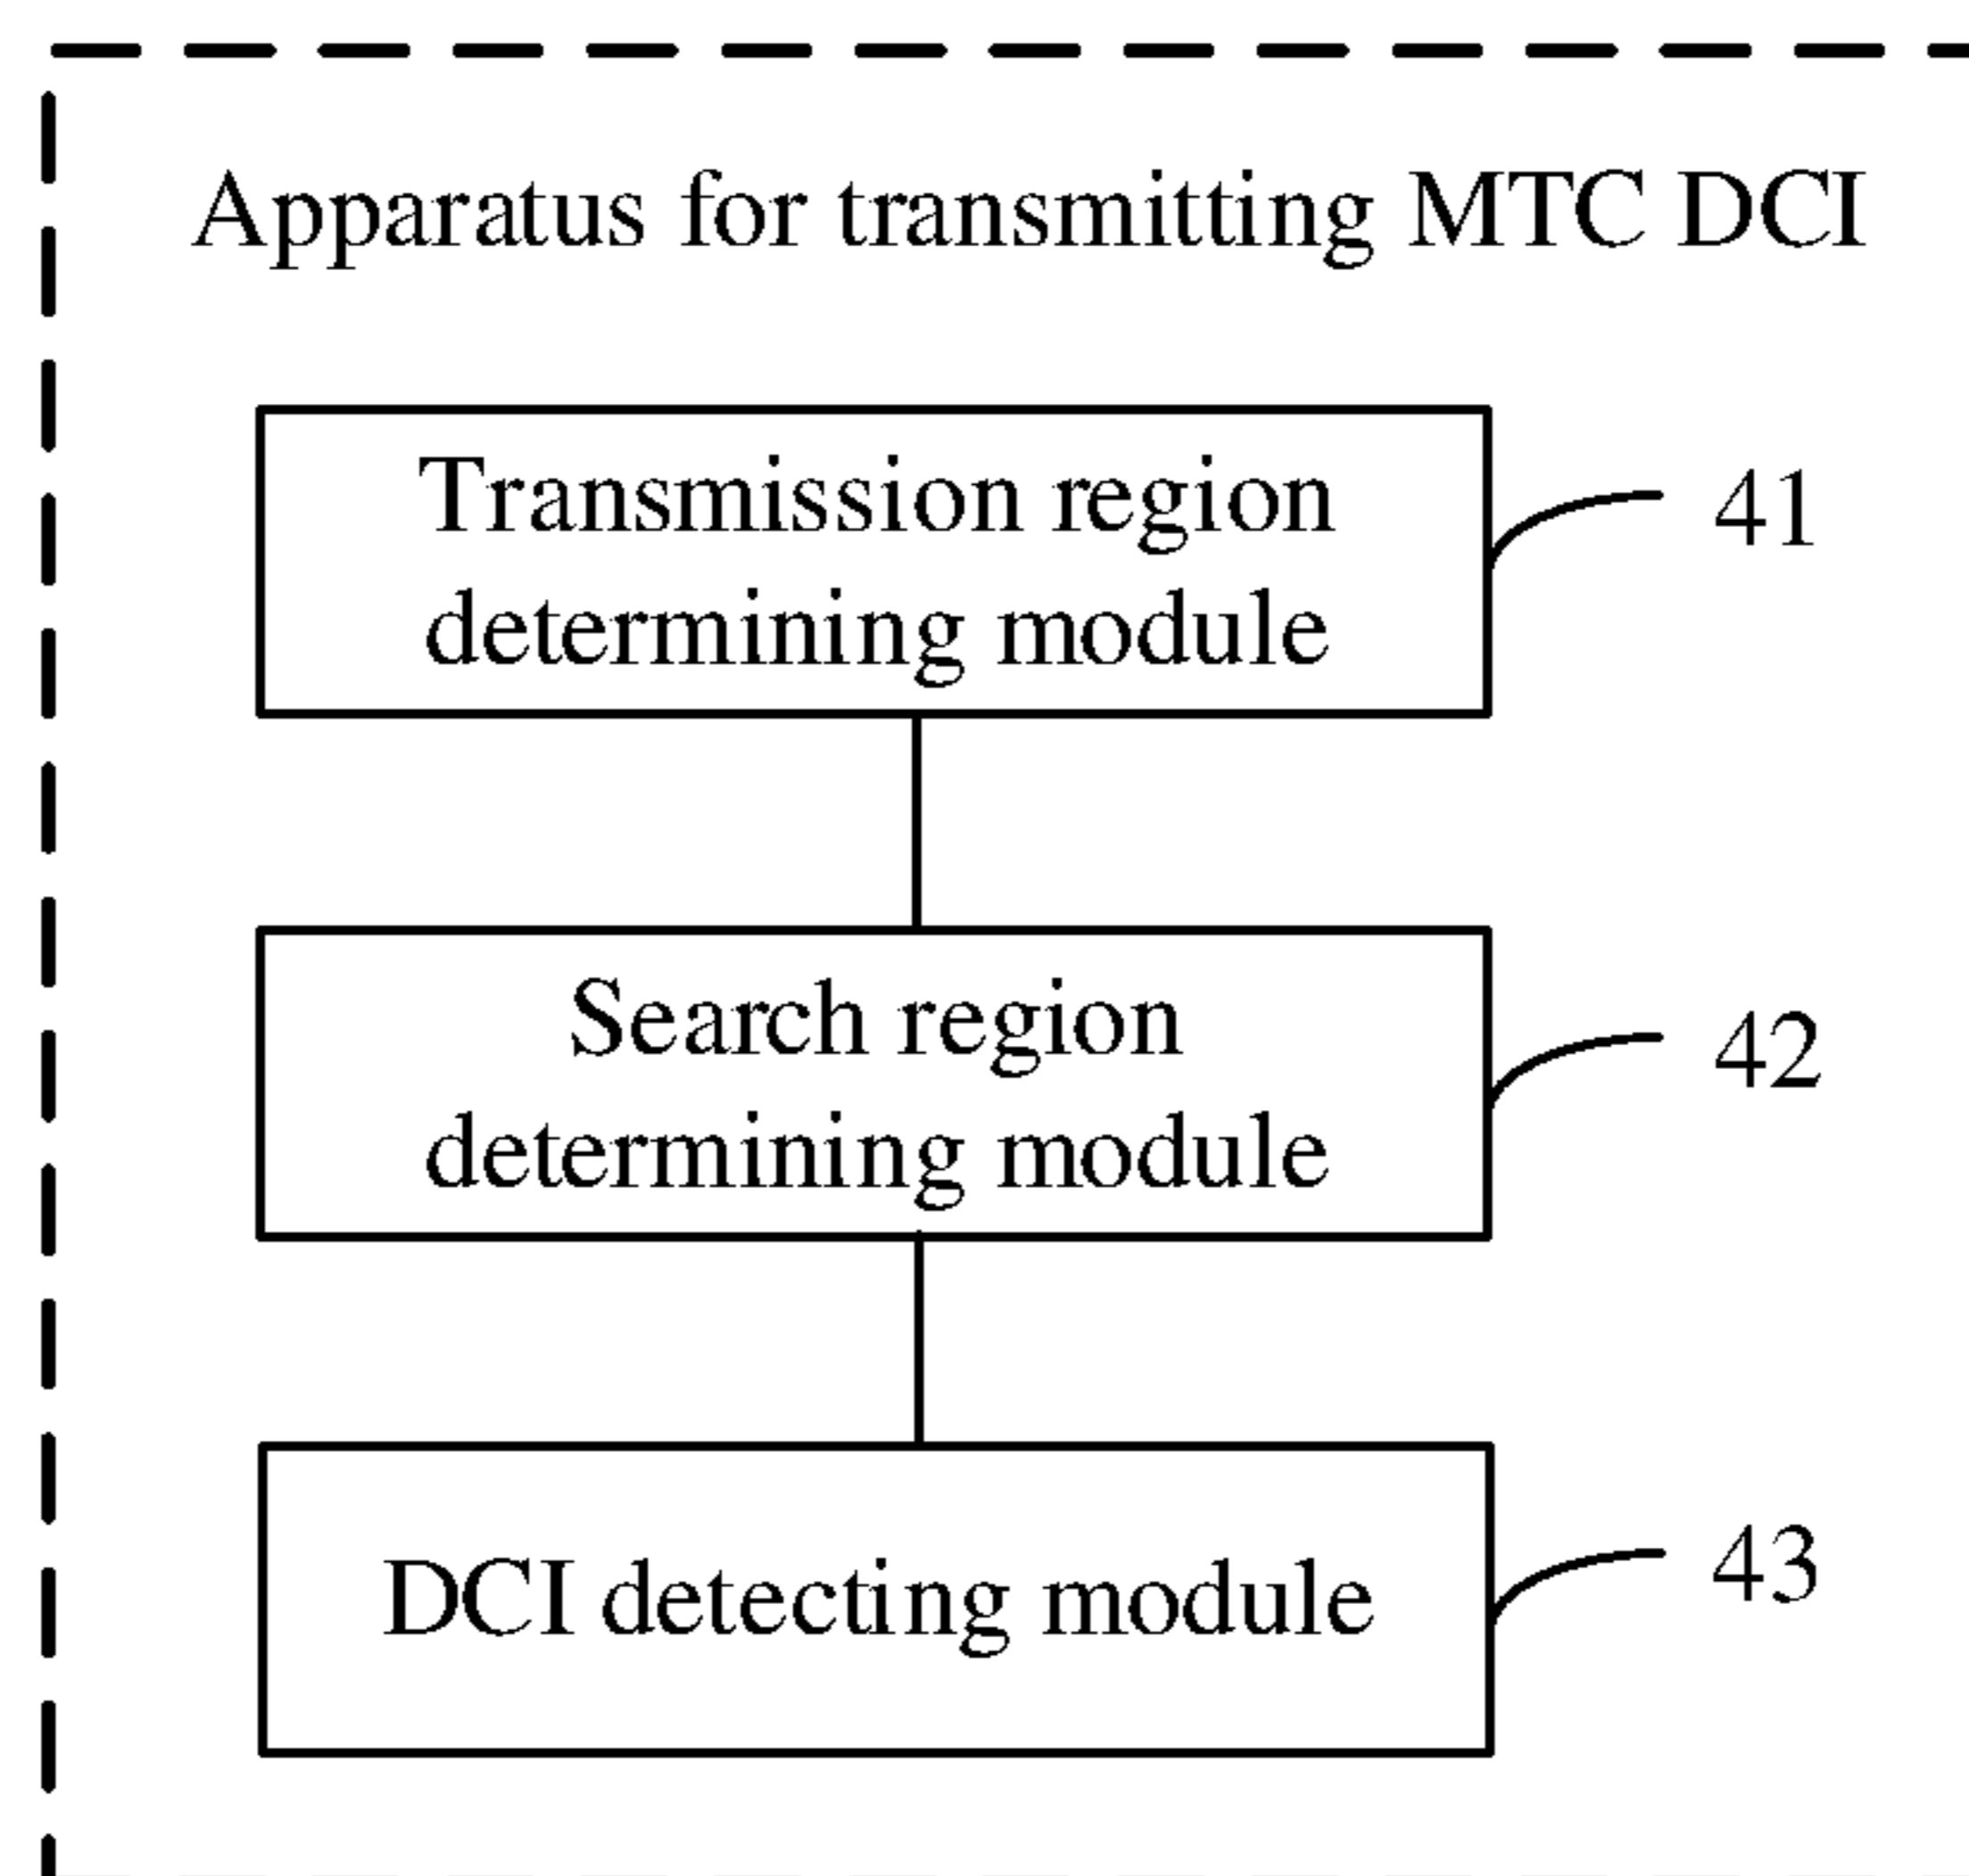 Apparatus for transmitting MTC DCI
Transmission region
determining module
41
Search region
determining module
42
DCI detecting module
43